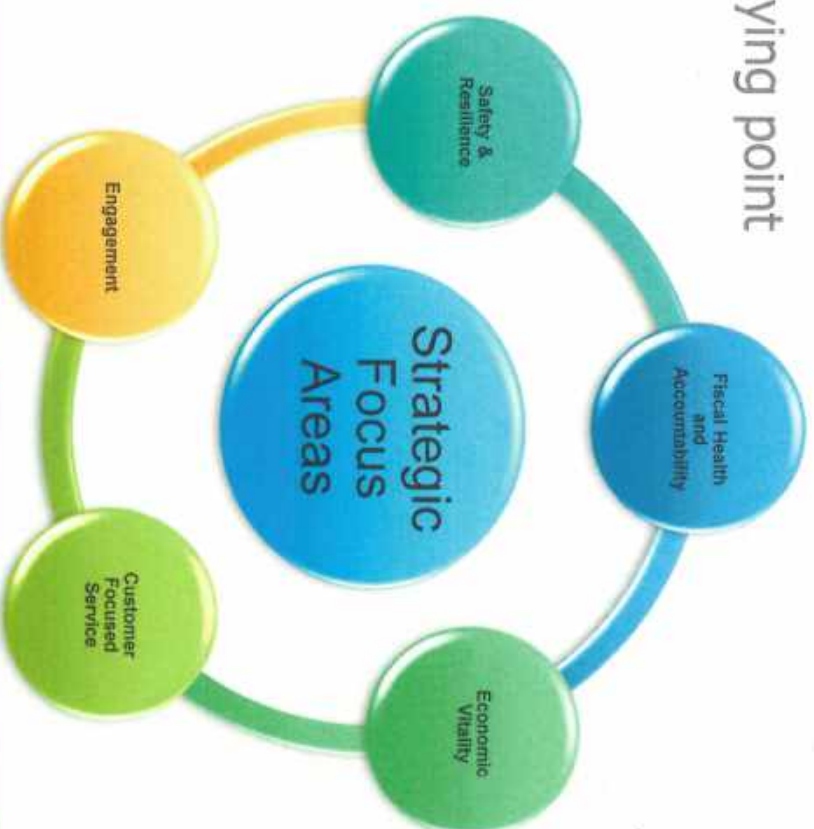 ying point
Fiscal Health
and
Accountability
Safety &
Resilience
Strategic
Focus
Areas
Economic
Vitality
Engagement
Customer
Focused
Service